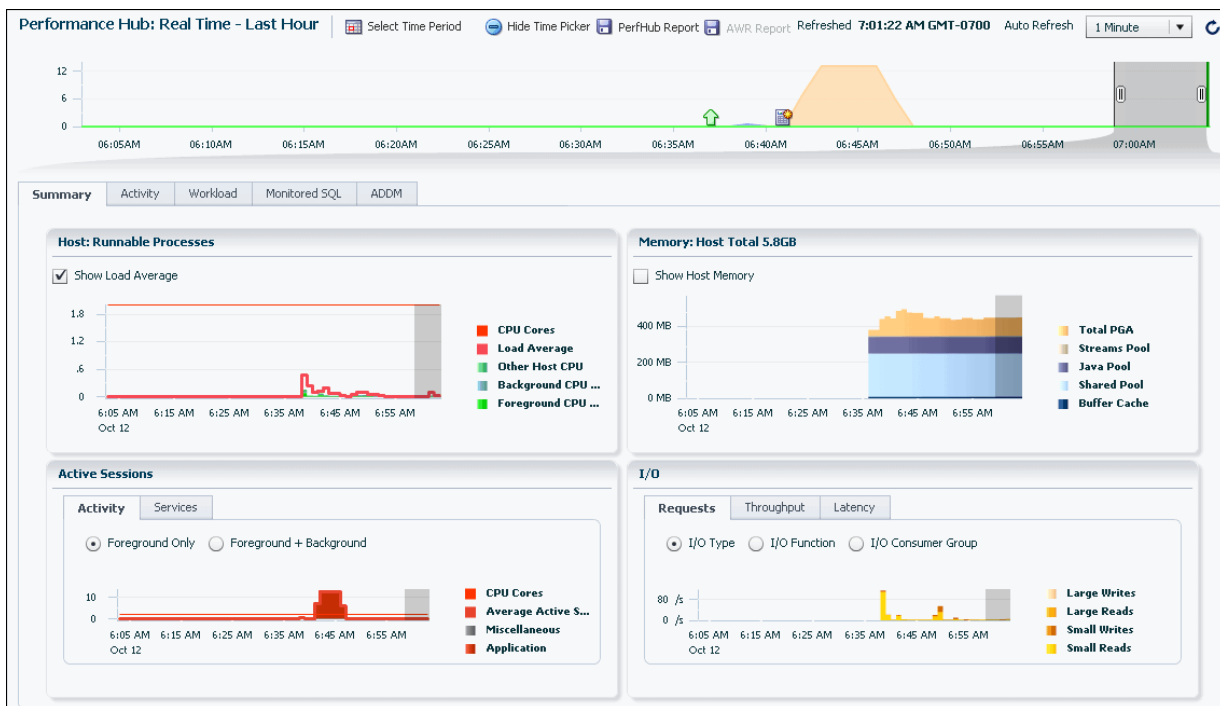 Performance Hub: Real Time - Last Hour Select Time Period Hide Time Picker PerfHub Report AWR Report Refreshed 7:01:22 AM GMT-0700 Auto Refresh 1 Minute
12
6
0
06:05AM 06:10AM 06:15AM 06:20AM 06:25AM 06:30AM 06:35AM 06:40AM 06:45AM 06:50AM 06:55AM 07:00AM
Summary Activity Workload Monitored SQL ADDM
Host: Runnable Processes
Show Load Average
1.8
1.2
.6
0
6:05 AM 6:15 AM 6:25 AM 6:35 AM 6:45 AM 6:55 AM
Oct 12
CPU Cores
Load Average
Other Host CPU
Background CPU ...
Foreground CPU ...
Memory: Host Total 5.8GB
Show Host Memory
400 MB
200 MB
0 MB
6:05 AM 6:15 AM 6:25 AM 6:35 AM 6:45 AM 6:55 AM
Oct 12
Total PGA
Streams Pool
Java Pool
Shared Pool
Buffer Cache
Active Sessions
Activity Services
Foreground Only Foreground + Background
10
0
6:05 AM 6:15 AM 6:25 AM 6:35 AM 6:45 AM 6:55 AM
Oct 12
CPU Cores
Average Active S...
Miscellaneous
Application
I/O
Requests Throughput Latency
I/O Type I/O Function I/O Consumer Group
80 /s
0 /s
6:05 AM 6:15 AM 6:25 AM 6:35 AM 6:45 AM 6:55 AM
Oct 12
Large Writes
Large Reads
Small Writes
Small Reads